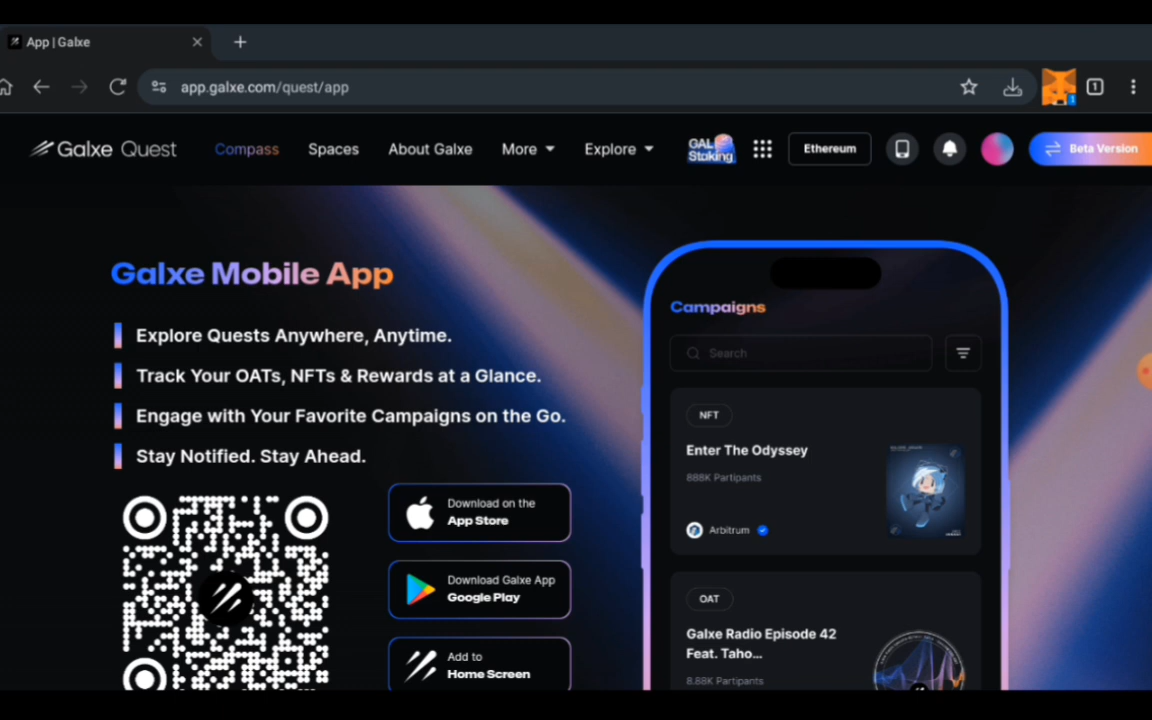 App | Galxe
app.galxe.com/quest/app
1
1
Galxe Quest
Compass
Spaces
About Galxe
More
Explore
GAL
Staking
Ethereum
Beta Version
Galxe Mobile App
Explore Quests Anywhere, Anytime.
Track Your OATs, NFTs & Rewards at a Glance.
Engage with Your Favorite Campaigns on the Go.
Stay Notified. Stay Ahead.
Download on the
App Store
Download Galxe App
Google Play
Add to
Home Screen
Campaigns
Search
NFT
Enter The Odyssey
888K Partipants
Arbitrum
OAT
Galxe Radio Episode 42
Feat. Taho...
8.88K Partipants